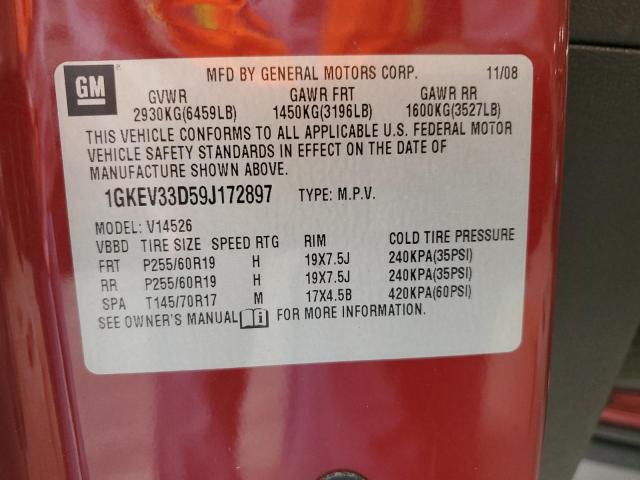 GM MFD BY GENERAL MOTORS CORP. 11/08
GVWR GAWR FRT GAWR RR
2930KG(6459LB) 1450KG(3196LB) 1600KG(3527LB)
THIS VEHICLE CONFORMS TO ALL APPLICABLE U.S. FEDERAL MOTOR
VEHICLE SAFETY STANDARDS IN EFFECT ON THE DATE OF
MANUFACTURE SHOWN ABOVE.
1GKEV33D59J172897 TYPE: M.P.V.
MODEL: V14526
VBBD TIRE SIZE SPEED RTG RIM COLD TIRE PRESSURE
FRT P255/60R19 H 19X7.5J 240KPA(35PSI)
RR P255/60R19 H 19X7.5J 240KPA(35PSI)
SPA T145/70R17 M 17X4.5B 420KPA(60PSI)
SEE OWNER'S MANUAL i FOR MORE INFORMATION.